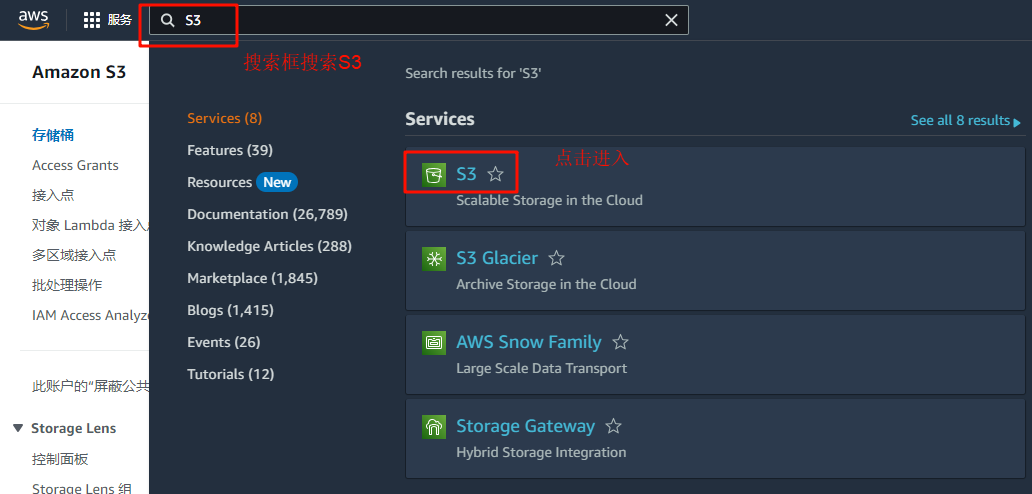 aws
服务
S3
搜索框搜索S3
Amazon S3
存储桶
Access Grants
接入点
对象 Lambda 接入
多区域接入点
批处理操作
IAM Access Analyze
此账户的“屏蔽公共
Storage Lens
控制面板
Storage Lens 组
Search results for 'S3'
Services (8)
Features (39)
Resources New
Documentation (26,789)
Knowledge Articles (288)
Marketplace (1,845)
Blogs (1,415)
Events (26)
Tutorials (12)
Services
See all 8 results
S3
点击进入
Scalable Storage in the Cloud
S3 Glacier
Archive Storage in the Cloud
AWS Snow Family
Large Scale Data Transport
Storage Gateway
Hybrid Storage Integration